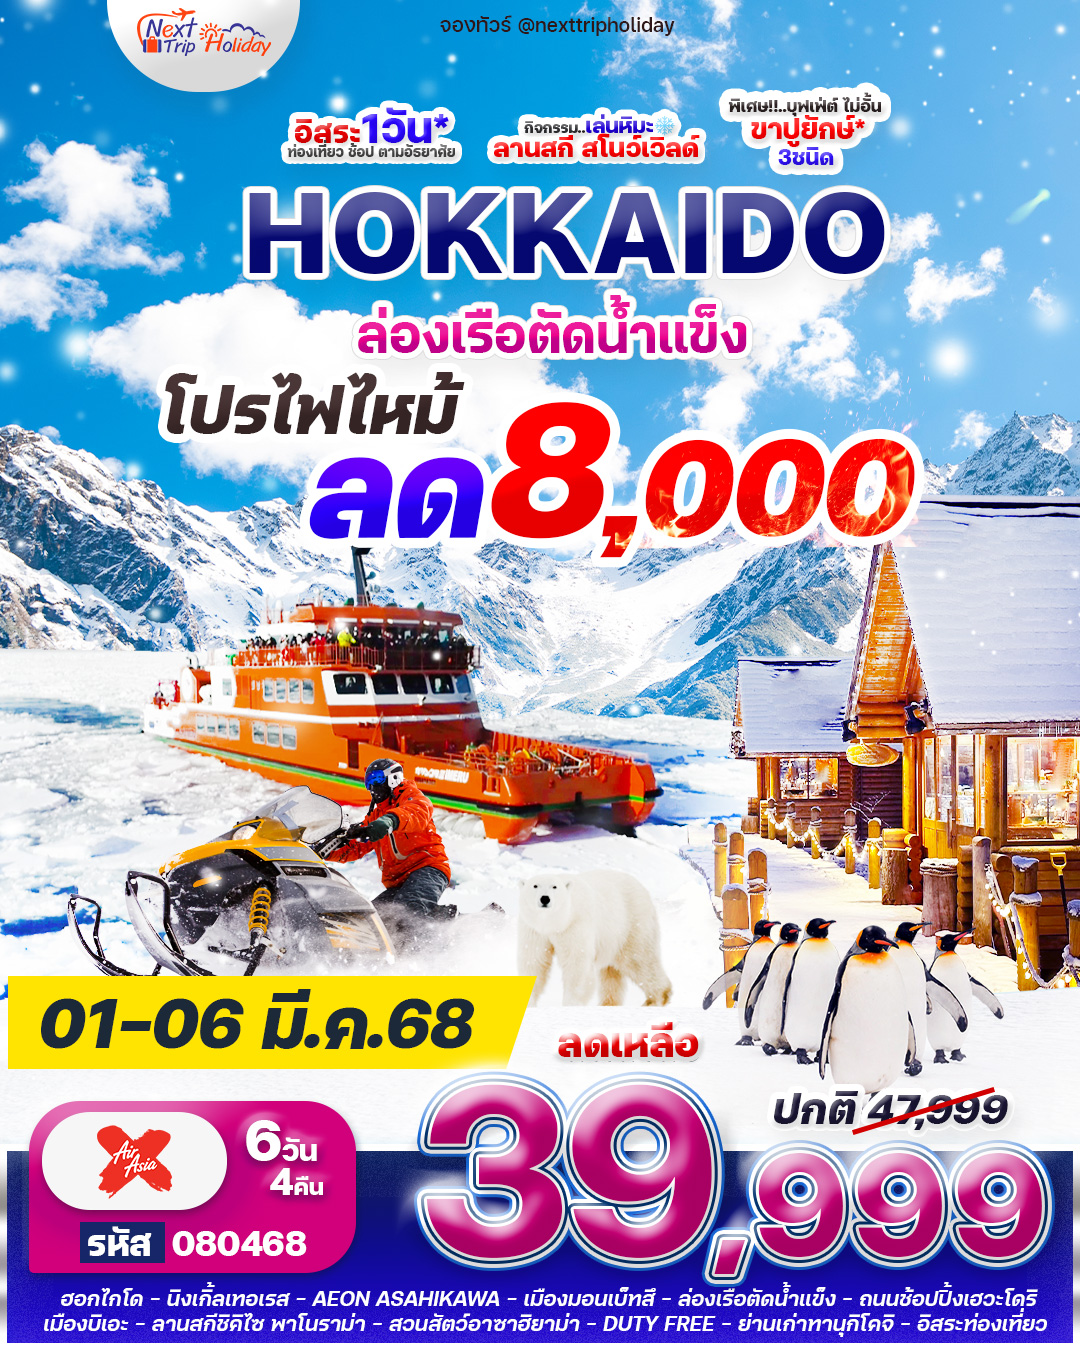 Next Trip Holiday
จองทัวร์ @nexttripholiday
อิสระ1วัน*
ท่องเที่ยว ช้อป ตามอัธยาศัย
กิจกรรม..เล่นหิมะ
ลานสกี สโนว์เวิลด์
พิเศษ!!..บุฟเฟ่ต์ ไม่อั้น
ขาปูยักษ์*
3ชนิด
HOKKAIDO
ล่องเรือตัดน้ำแข็ง
โปรไฟไหม้
ลด8,000
01-06 มี.ค.68
ลดเหลือ
ปกติ 47,999
39,999
Air Asia X
6วัน
4คืน
รหัส 080468
ฮอกไกโด - นิงเกิ้ลเทอเรส - AEON ASAHIKAWA - เมืองมอนเบ็ทสึ - ล่องเรือตัดน้ำแข็ง - ถนนช้อปปิ้งเฮวะโดริ
เมืองบิเอะ - ลานสกีชิคิไซ พาโนราม่า - สวนสัตว์อาซาฮิยาม่า - DUTY FREE - ย่านเก่าทานุกิโคจิ - อิสระท่องเที่ยว